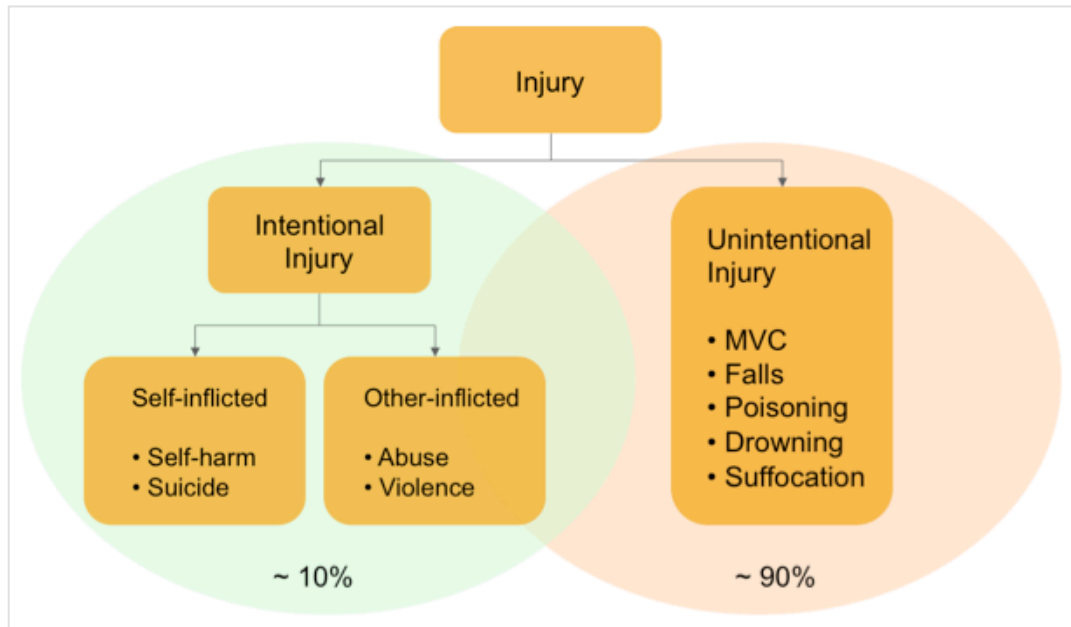 Injury
Intentional
Injury
Self-inflicted
• Self-harm
• Suicide
Other-inflicted
• Abuse
• Violence
~ 10%
Unintentional
Injury
• MVC
• Falls
• Poisoning
• Drowning
• Suffocation
~ 90%